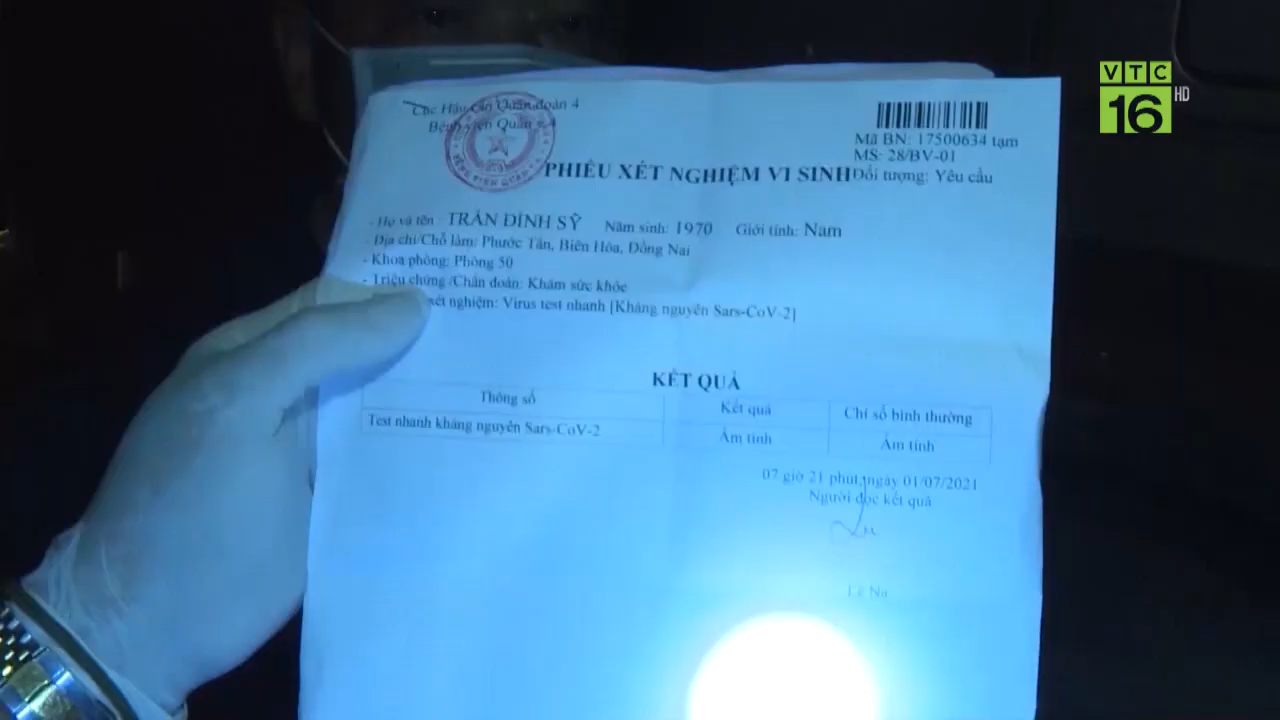 VTC
16 HD
Cục Hậu Cần Quân đoàn 4
Bệnh viện Quân
Mã BN: 17500634 tạm
MS: 28/BV-01
PHIẾU XÉT NGHIỆM VI SINH
Đối tượng: Yêu cầu
- Họ và tên TRẦN ĐÌNH SỸ Năm sinh: 1970 Giới tính: Nam
- Địa chỉ/Chỗ làm: Phước Tân, Biên Hòa, Đồng Nai
- Khoa phòng: Phòng 50
- Triệu chứng /Chẩn đoán: Khám sức khỏe
xét nghiệm: Virus test nhanh [Kháng nguyên Sars-CoV-2]
KẾT QUẢ
Thông số Kết quả Chỉ số bình thường
Test nhanh kháng nguyên Sars-CoV-2 Âm tính Âm tính
07 giờ 21 phút, ngày 01/07/2021
Người đọc kết quả
Lê Na